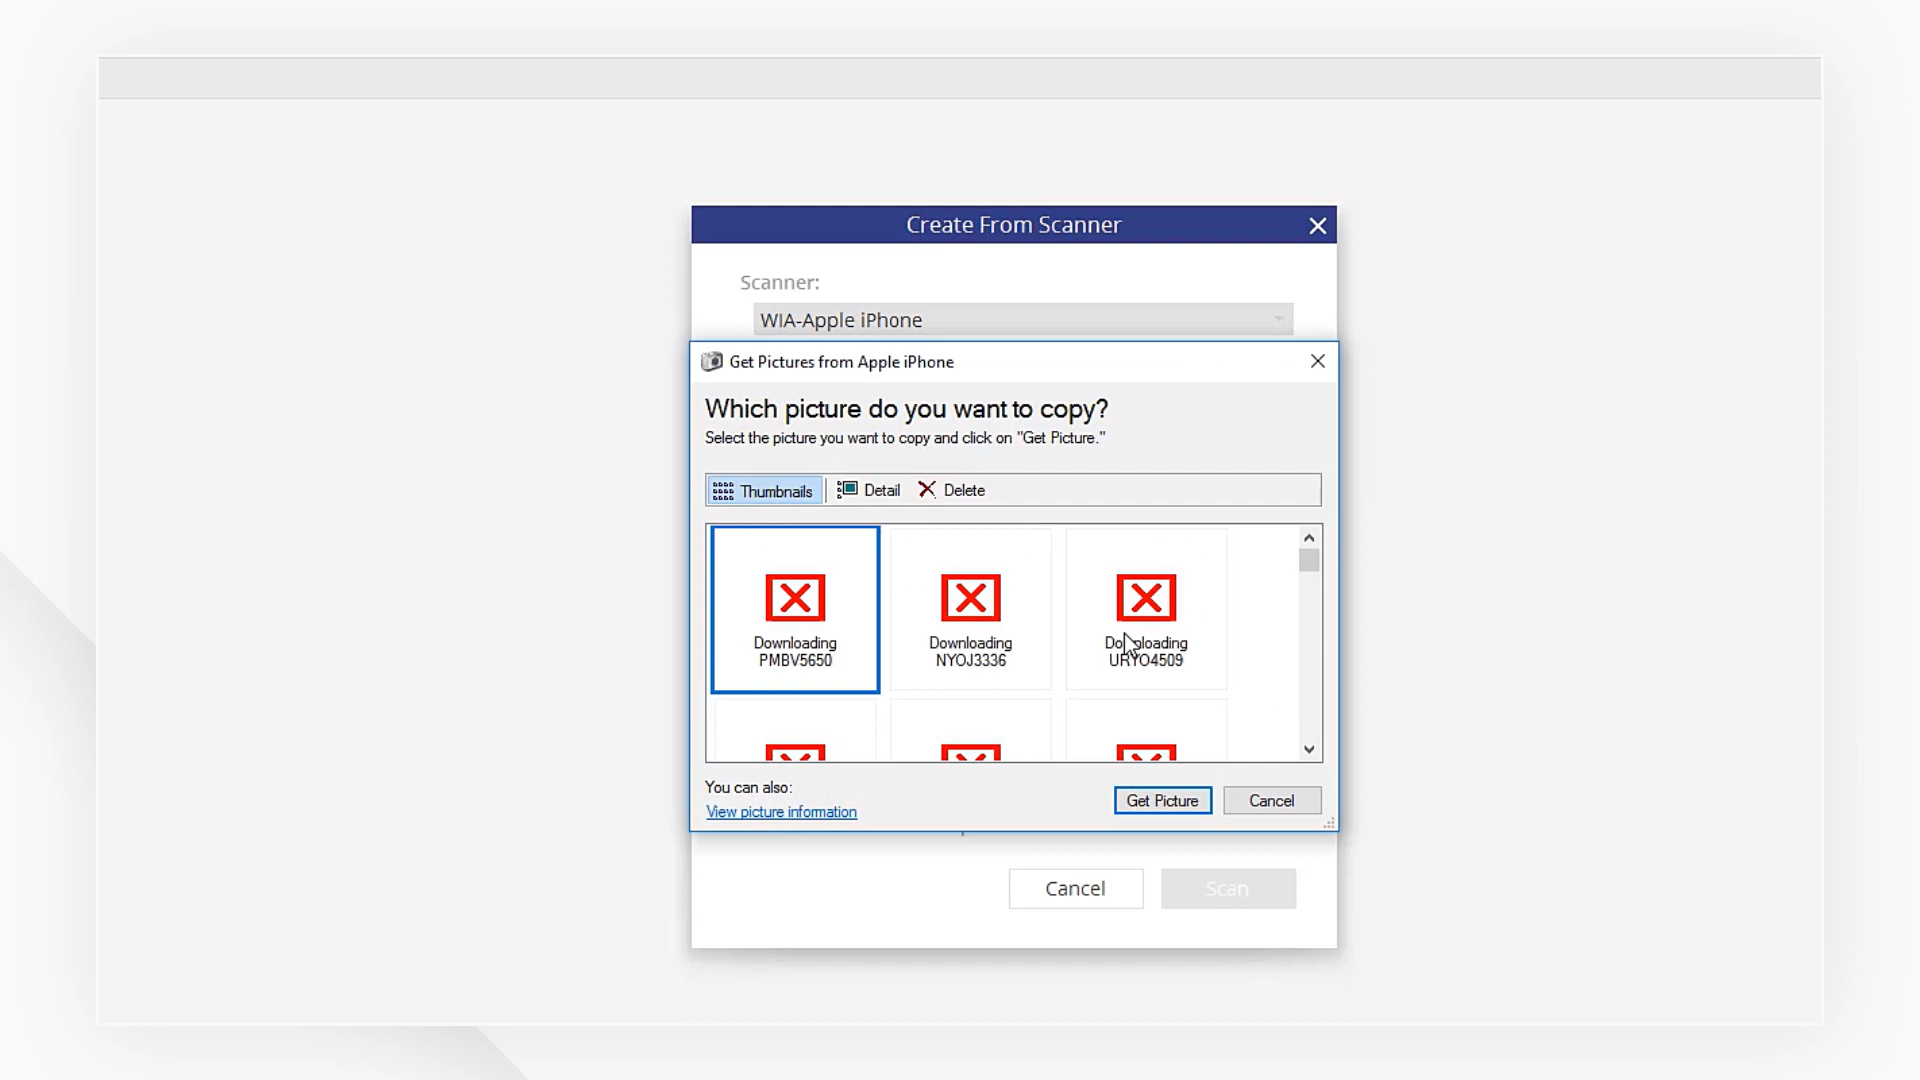 Create From Scanner
Scanner:
WIA-Apple iPhone
Get Pictures from Apple iPhone
Which picture do you want to copy?
Select the picture you want to copy and click on "Get Picture."
Thumbnails Detail Delete
Downloading Downloading Downloading
PMBV5650 NYOJ3336 URYO4509
You can also:
View picture information
Get Picture Cancel
Cancel Scan